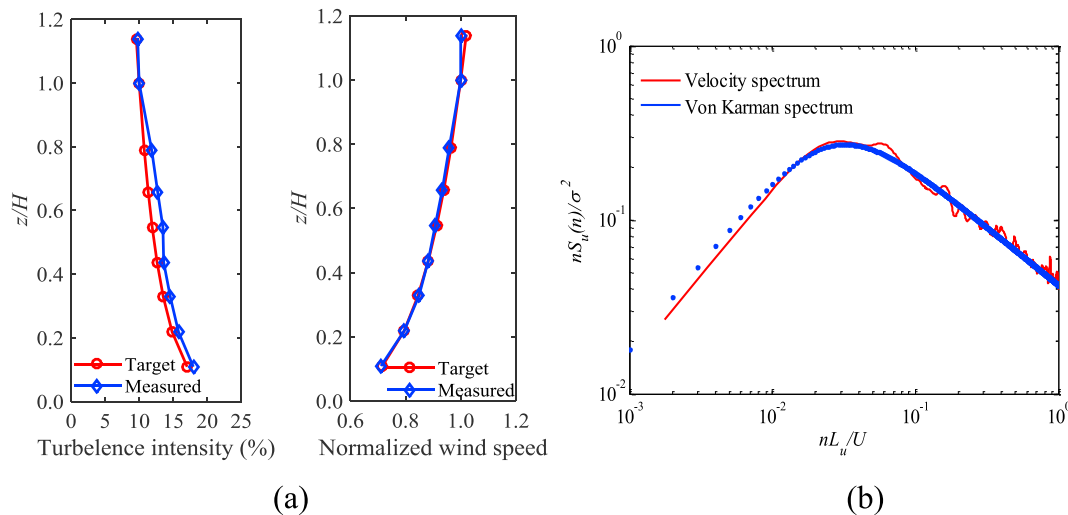 1.2
1.0
0.8
0.6
0.4
0.2
0.0
z/H
Target
Measured
0 5 10 15 20 25
Turbelence intensity (%)
1.2
1.0
0.8
0.6
0.4
0.2
0.0
z/H
Target
Measured
0.6 0.8 1.0 1.2
Normalized wind speed
(a)
10^0
10^-1
10^-2
nS_u(n)/σ^2
Velocity spectrum
Von Karman spectrum
10^-3 10^-2 10^-1 10^0
nL_u/U
(b)